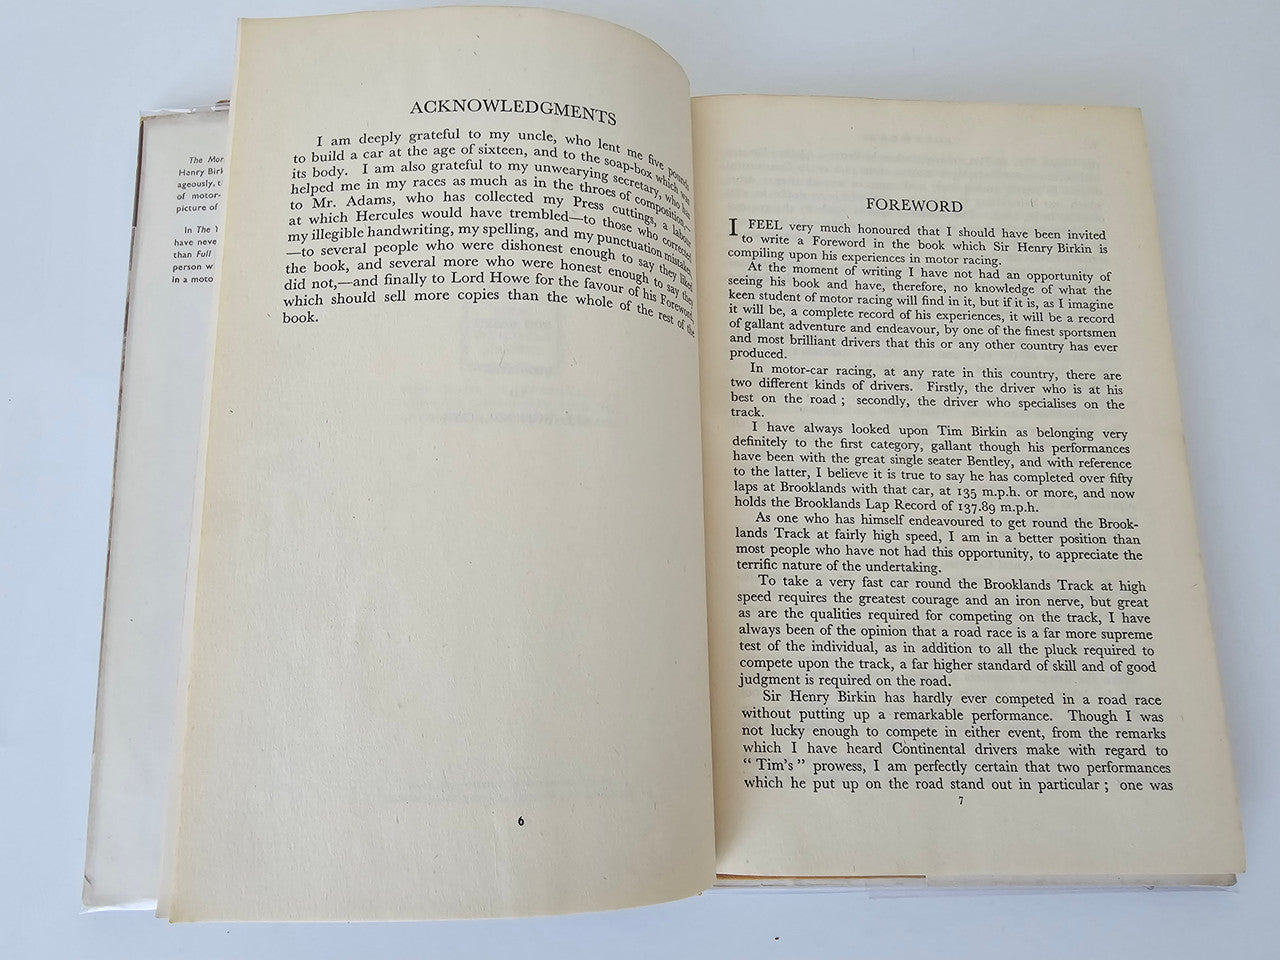 The Mor
Henry Birk
ageously, t
of motor-
picture of
In The
have neve
than Full
person w
in a moto
ACKNOWLEDGMENTS
I am deeply grateful to my uncle, who lent me five pounds
to build a car at the age of sixteen, and to the soap-box which was
its body. I am also grateful to my unwearying secretary, who has
helped me in my races as much as in the throes of composition,—
to Mr. Adams, who has collected my Press cuttings, a labour
at which Hercules would have trembled—to those who corrected
my illegible handwriting, my spelling, and my punctuation mistakes,
—to several people who were dishonest enough to say they liked
the book, and several more who were honest enough to say they
did not,—and finally to Lord Howe for the favour of his Foreword,
which should sell more copies than the whole of the rest of the
book.
6
FOREWORD
I FEEL very much honoured that I should have been invited
to write a Foreword in the book which Sir Henry Birkin is
compiling upon his experiences in motor racing.
At the moment of writing I have not had an opportunity of
seeing his book and have, therefore, no knowledge of what the
keen student of motor racing will find in it, but if it is, as I imagine
it will be, a complete record of his experiences, it will be a record
of gallant adventure and endeavour, by one of the finest sportsmen
and most brilliant drivers that this or any other country has ever
produced.
In motor-car racing, at any rate in this country, there are
two different kinds of drivers. Firstly, the driver who is at his
best on the road ; secondly, the driver who specialises on the
track.
I have always looked upon Tim Birkin as belonging very
definitely to the first category, gallant though his performances
have been with the great single seater Bentley, and with reference
to the latter, I believe it is true to say he has completed over fifty
laps at Brooklands with that car, at 135 m.p.h. or more, and now
holds the Brooklands Lap Record of 137.89 m.p.h.
As one who has himself endeavoured to get round the Brook-
lands Track at fairly high speed, I am in a better position than
most people who have not had this opportunity, to appreciate the
terrific nature of the undertaking.
To take a very fast car round the Brooklands Track at high
speed requires the greatest courage and an iron nerve, but great
as are the qualities required for competing on the track, I have
always been of the opinion that a road race is a far more supreme
test of the individual, as in addition to all the pluck required to
compete upon the track, a far higher standard of skill and of good
judgment is required on the road.
Sir Henry Birkin has hardly ever competed in a road race
without putting up a remarkable performance. Though I was
not lucky enough to compete in either event, from the remarks
which I have heard Continental drivers make with regard to
" Tim's " prowess, I am perfectly certain that two performances
which he put up on the road stand out in particular ; one was
7